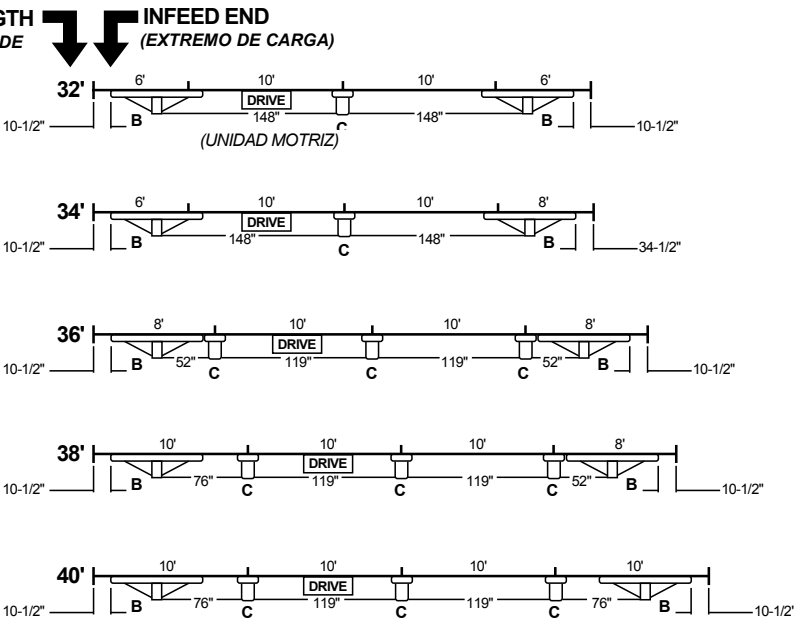 GTH INFEED END
DE (EXTREMO DE CARGA)
32' 6' 10' 10' 6'
DRIVE
148" 148"
10-1/2" B C B 10-1/2"
(UNIDAD MOTRIZ)
34' 6' 10' 10' 8'
DRIVE
148" 148"
10-1/2" B C B 34-1/2"
36' 8' 10' 10' 8'
DRIVE
52" 119" 119" 52"
10-1/2" B C C C B 10-1/2"
38' 10' 10' 10' 8'
DRIVE
76" 119" 119" 52"
10-1/2" B C C C B 10-1/2"
40' 10' 10' 10' 10'
DRIVE
76" 119" 119" 76"
10-1/2" B C C C B 10-1/2'